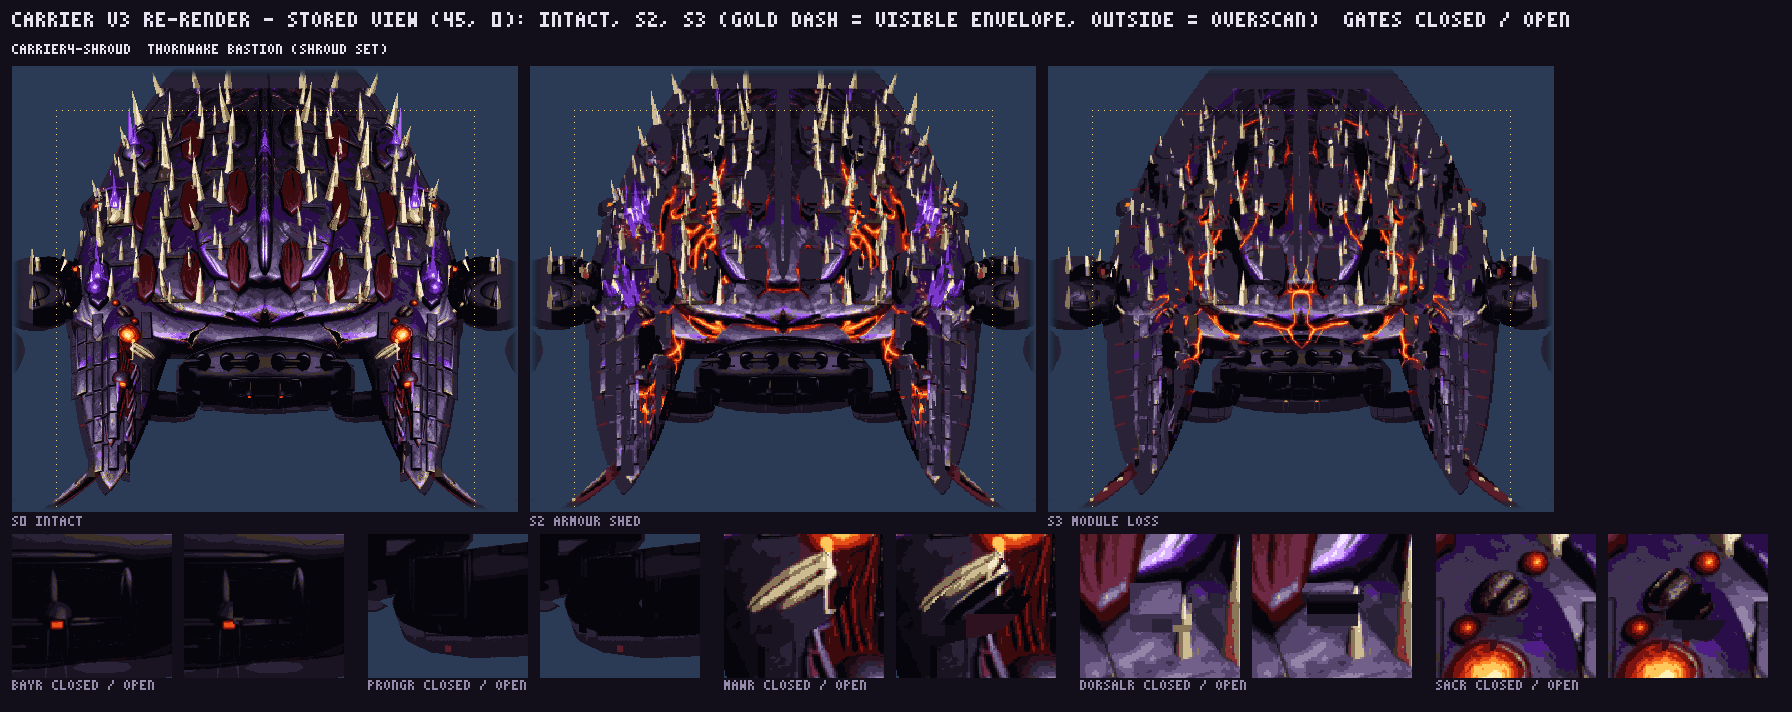 CARRIER V3 RE-RENDER - STORED VIEW (45, 0): INTACT, S2, S3 (GOLD DASH = VISIBLE ENVELOPE, OUTSIDE = OVERSCAN)  GATES CLOSED / OPEN
CARRIER4-SHROUD  THORNWAKE BASTION (SHROUD SET)
S0 INTACT
S2 ARMOUR SHED
S3 MODULE LOSS
BAYR CLOSED / OPEN
PRONGR CLOSED / OPEN
MAWR CLOSED / OPEN
DORSALR CLOSED / OPEN
SACR CLOSED / OPEN